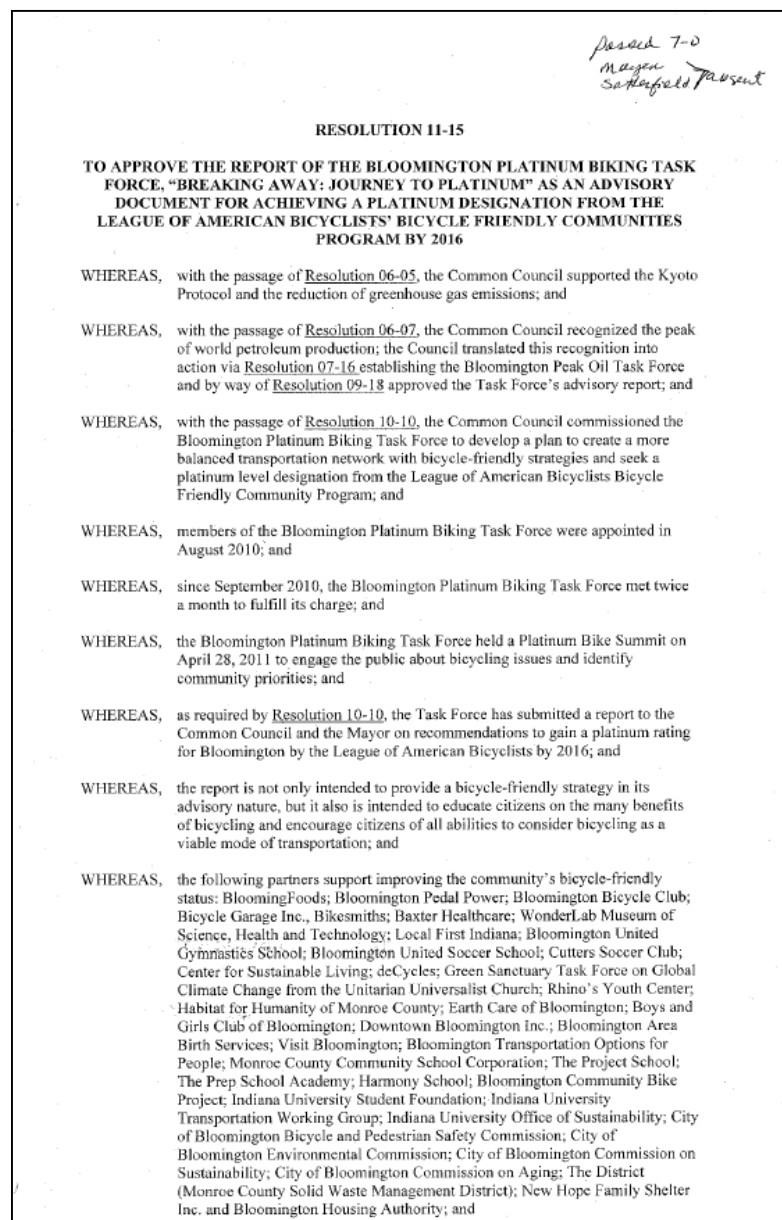 Passed 7-0
Mayer
Satterfield
RESOLUTION 11-15
TO APPROVE THE REPORT OF THE BLOOMINGTON PLATINUM BIKING TASK
FORCE, “BREAKING AWAY: JOURNEY TO PLATINUM” AS AN ADVISORY
DOCUMENT FOR ACHIEVING A PLATINUM DESIGNATION FROM THE
LEAGUE OF AMERICAN BICYCLISTS’ BICYCLE FRIENDLY COMMUNITIES
PROGRAM BY 2016
WHEREAS, with the passage of Resolution 06-05, the Common Council supported the Kyoto
Protocol and the reduction of greenhouse gas emissions; and
WHEREAS, with the passage of Resolution 06-07, the Common Council recognized the peak
of world petroleum production; the Council translated this recognition into
action via Resolution 07-16 establishing the Bloomington Peak Oil Task Force
and by way of Resolution 09-18 approved the Task Force’s advisory report; and
WHEREAS, with the passage of Resolution 10-10, the Common Council commissioned the
Bloomington Platinum Biking Task Force to develop a plan to create a more
balanced transportation network with bicycle-friendly strategies and seek a
platinum level designation from the League of American Bicyclists Bicycle
Friendly Community Program; and
WHEREAS, members of the Bloomington Platinum Biking Task Force were appointed in
August 2010; and
WHEREAS, since September 2010, the Bloomington Platinum Biking Task Force met twice
a month to fulfill its charge; and
WHEREAS, the Bloomington Platinum Biking Task Force held a Platinum Bike Summit on
April 28, 2011 to engage the public about bicycling issues and identify
community priorities; and
WHEREAS, as required by Resolution 10-10, the Task Force has submitted a report to the
Common Council and the Mayor on recommendations to gain a platinum rating
for Bloomington by the League of American Bicyclists by 2016; and
WHEREAS, the report is not only intended to provide a bicycle-friendly strategy in its
advisory nature, but it also is intended to educate citizens on the many benefits
of bicycling and encourage citizens of all abilities to consider bicycling as a
viable mode of transportation; and
WHEREAS, the following partners support improving the community’s bicycle-friendly
status: BloomingFoods; Bloomington Pedal Power; Bloomington Bicycle Club;
Bicycle Garage Inc., Bikesmiths; Baxter Healthcare; WonderLab Museum of
Science, Health and Technology; Local First Indiana; Bloomington United
Gymnastics School; Bloomington United Soccer School; Cutters Soccer Club;
Center for Sustainable Living; deCycles; Green Sanctuary Task Force on Global
Climate Change from the Unitarian Universalist Church; Rhino’s Youth Center;
Habitat for Humanity of Monroe County; Earth Care of Bloomington; Boys and
Girls Club of Bloomington; Downtown Bloomington Inc.; Bloomington Area
Birth Services; Visit Bloomington; Bloomington Transportation Options for
People; Monroe County Community School Corporation; The Project School;
The Prep School Academy; Harmony School; Bloomington Community Bike
Project; Indiana University Student Foundation; Indiana University
Transportation Working Group; Indiana University Office of Sustainability; City
of Bloomington Bicycle and Pedestrian Safety Commission; City of
Bloomington Environmental Commission; City of Bloomington Commission on
Sustainability; City of Bloomington Commission on Aging; The District
(Monroe County Solid Waste Management District); New Hope Family Shelter
Inc. and Bloomington Housing Authority; and